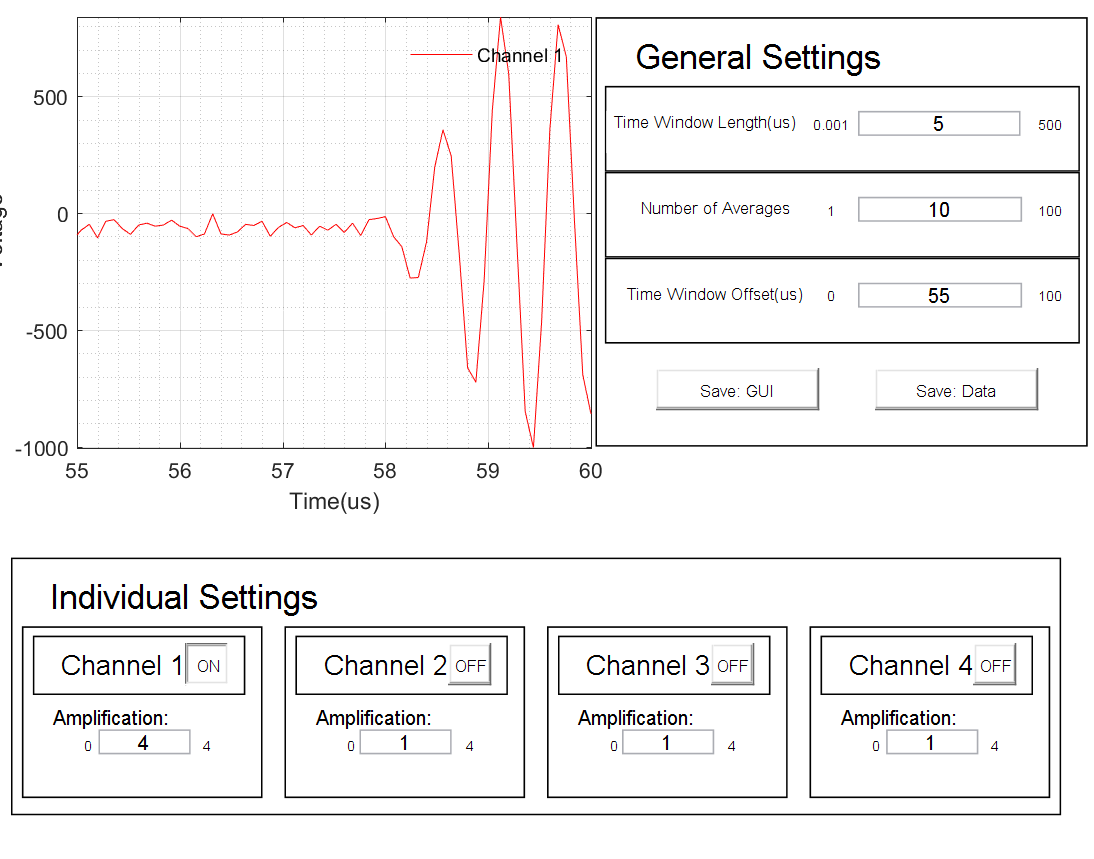 Channel 1
500
0
-500
-1000
55 56 57 58 59 60
Time(us)
General Settings
Time Window Length(us) 0.001 5 500
Number of Averages 1 10 100
Time Window Offset(us) 0 55 100
Save: GUI Save: Data
Individual Settings
Channel 1 ON
Amplification:
0 4 4
Channel 2 OFF
Amplification:
0 1 4
Channel 3 OFF
Amplification:
0 1 4
Channel 4 OFF
Amplification:
0 1 4